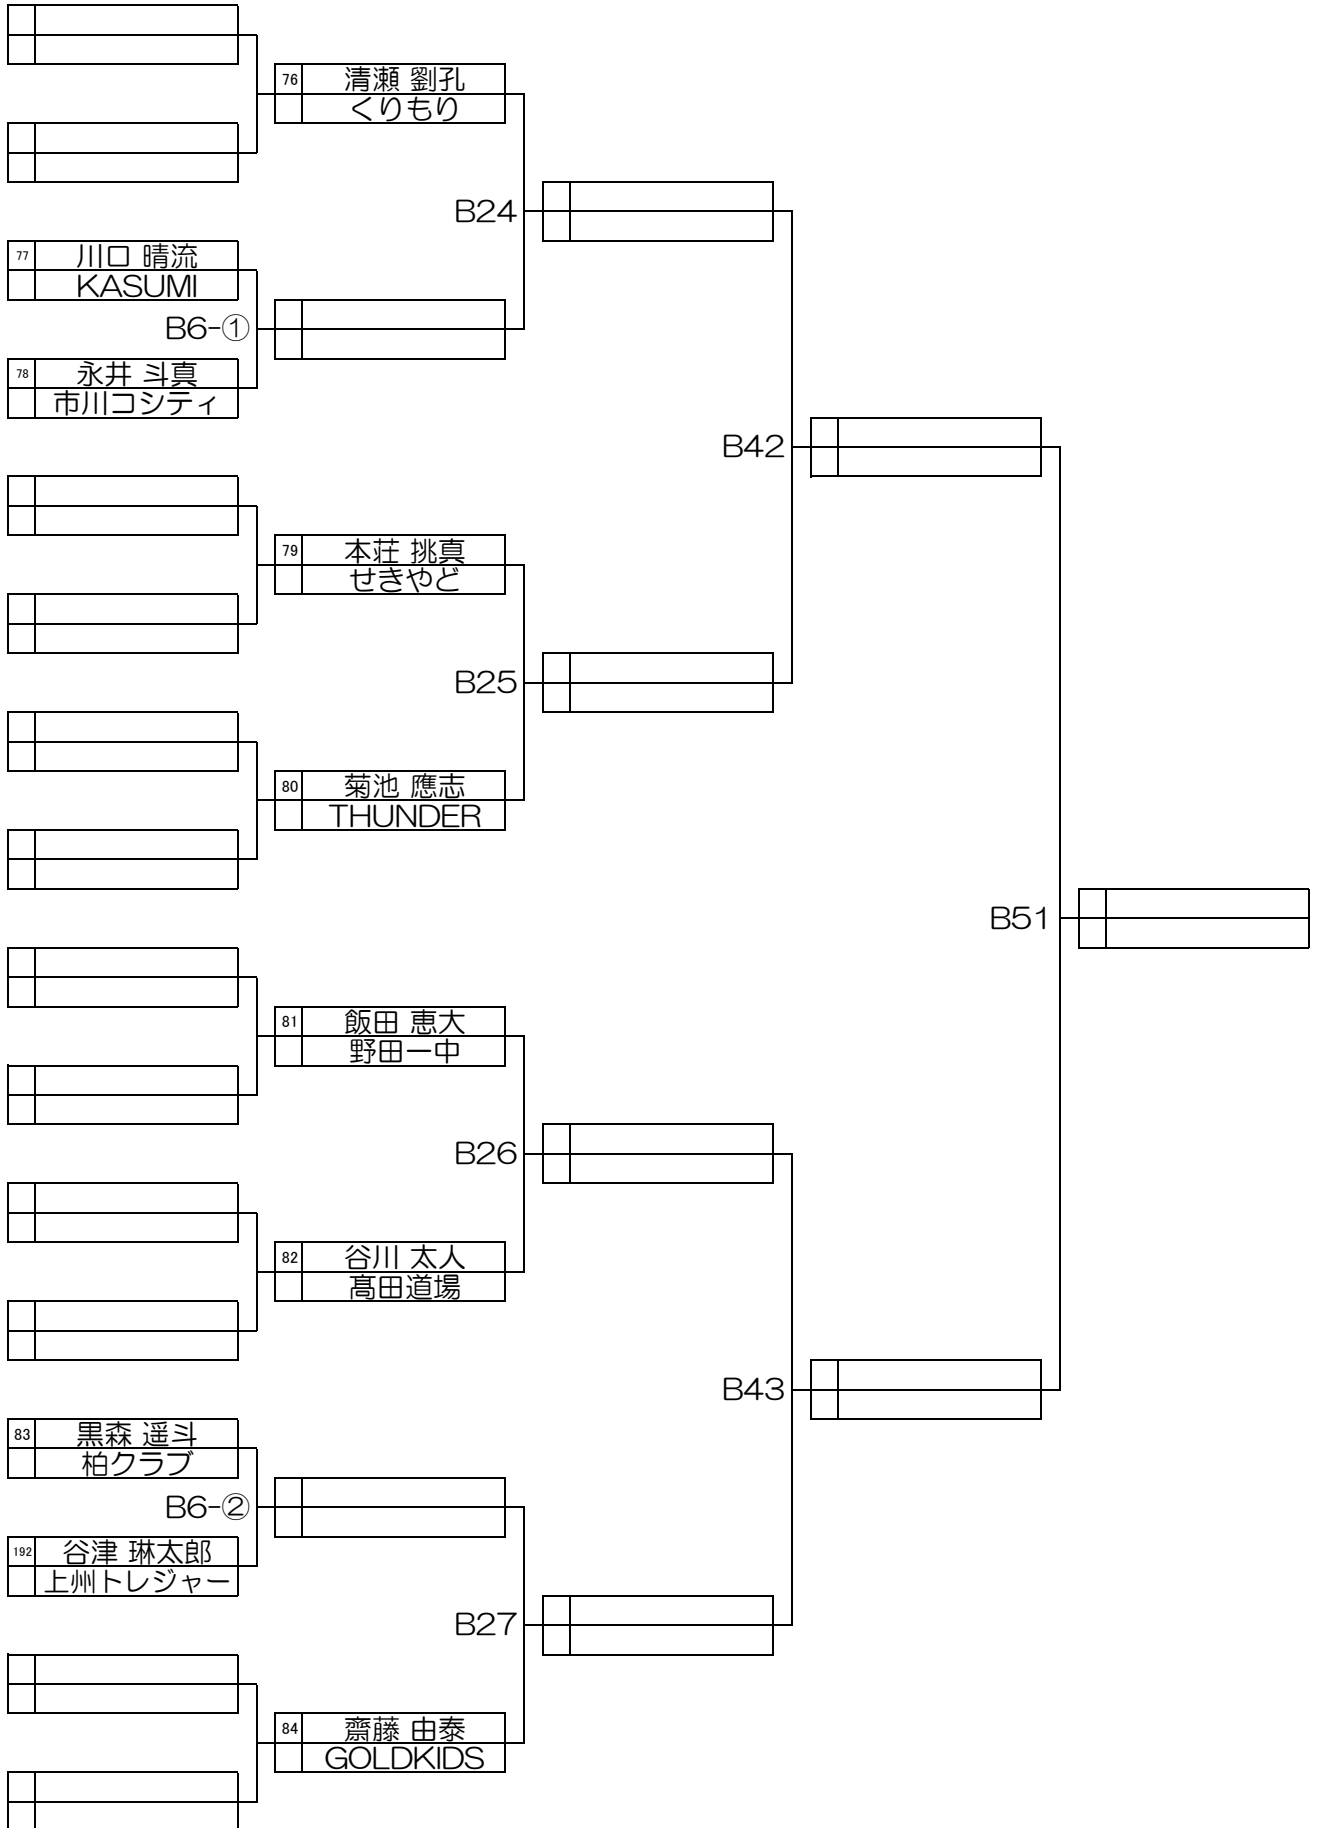 76 清瀬 劉孔
くりもり
B24
77 川口 晴流
KASUMI
B6-①
78 永井 斗真
市川コシティ
B42
79 本荘 挑真
せきやど
B25
80 菊池 應志
THUNDER
B51
81 飯田 恵大
野田一中
B26
82 谷川 太人
髙田道場
B43
83 黒森 遥斗
柏クラブ
B6-②
192 谷津 琳太郎
上州トレジャー
B27
84 齋藤 由泰
GOLDKIDS